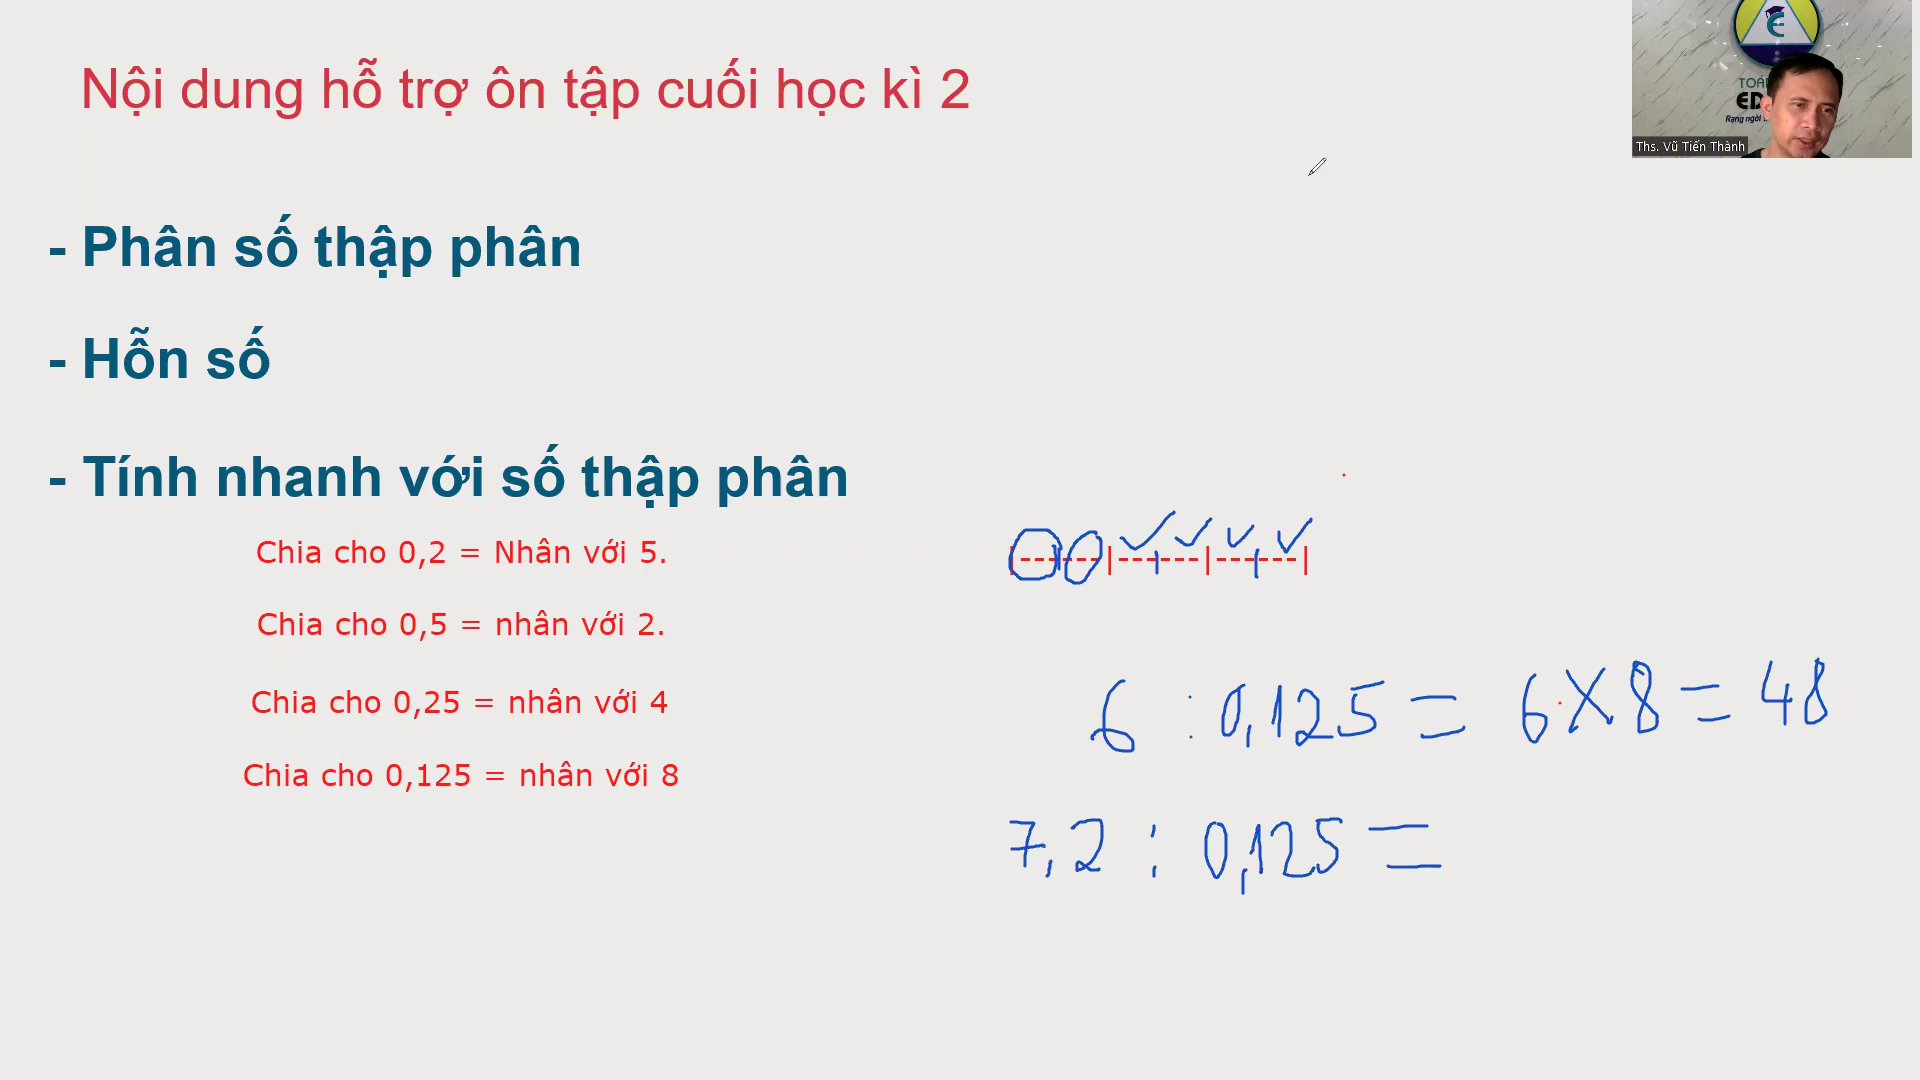 Nội dung hỗ trợ ôn tập cuối học kì 2
- Phân số thập phân
- Hỗn số
- Tính nhanh với số thập phân
Chia cho 0,2 = Nhân với 5.
Chia cho 0,5 = nhân với 2.
Chia cho 0,25 = nhân với 4
Chia cho 0,125 = nhân với 8
6 : 0,125 = 6 X 8 = 48
7,2 : 0,125 =
Ths. Vũ Tiến Thành